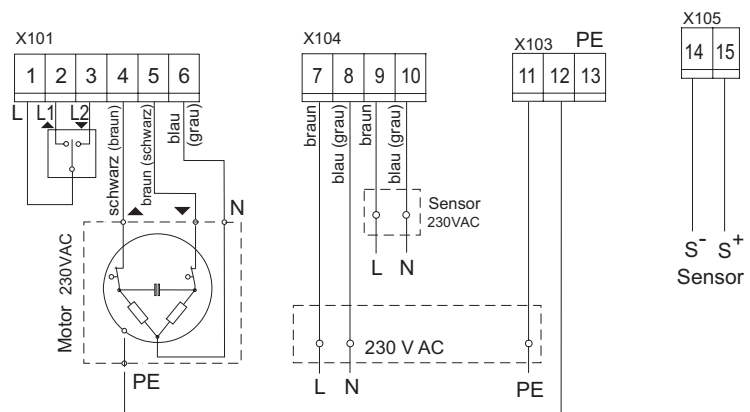 X101
1 2 3 4 5 6
L L1 L2
schwarz (braun)
braun (schwarz)
blau
(grau)
N
Motor 230VAC
PE
X104
7 8 9 10
braun
blau (grau)
braun
blau (grau)
Sensor
230VAC
L N
230 V AC
L N
X103 PE
11 12 13
PE
X105
14 15
S- S+
Sensor